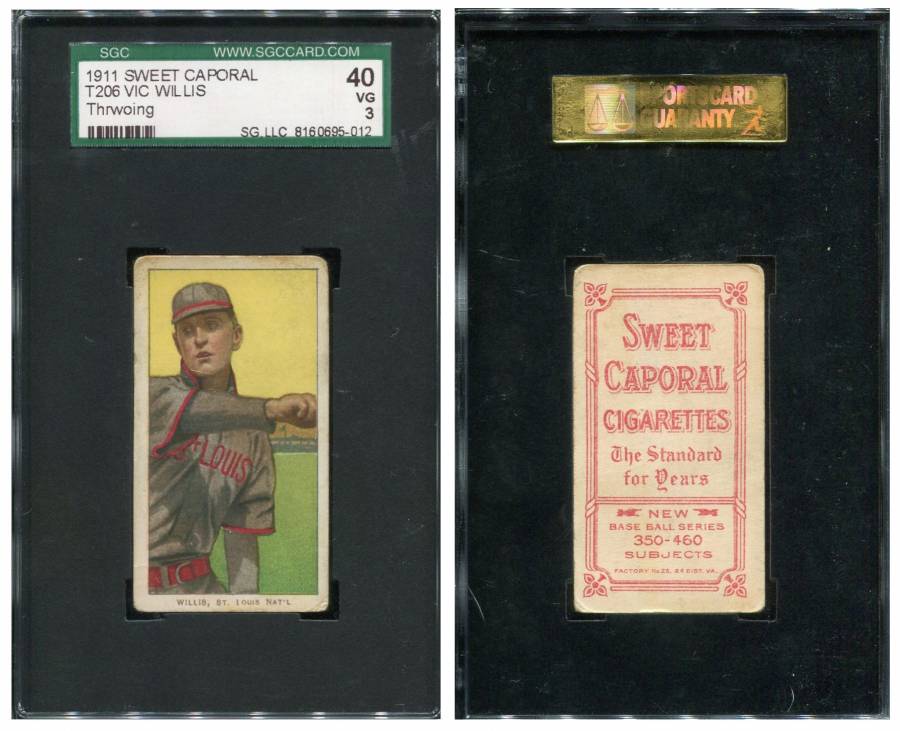 SGC WWW.SGCCARD.COM
1911 SWEET CAPORAL
T206 VIC WILLIS
Thrwoing
40
VG
3
SG, LLC 8160695-012
LOUIS
WILLIS, ST. LOUIS NAT'L
GUARANTY
SWEET
CAPORAL
CIGARETTES
The Standard
for Years
NEW
BASE BALL SERIES
350-460
SUBJECTS
FACTORY No 25, 2d DIST. VA.